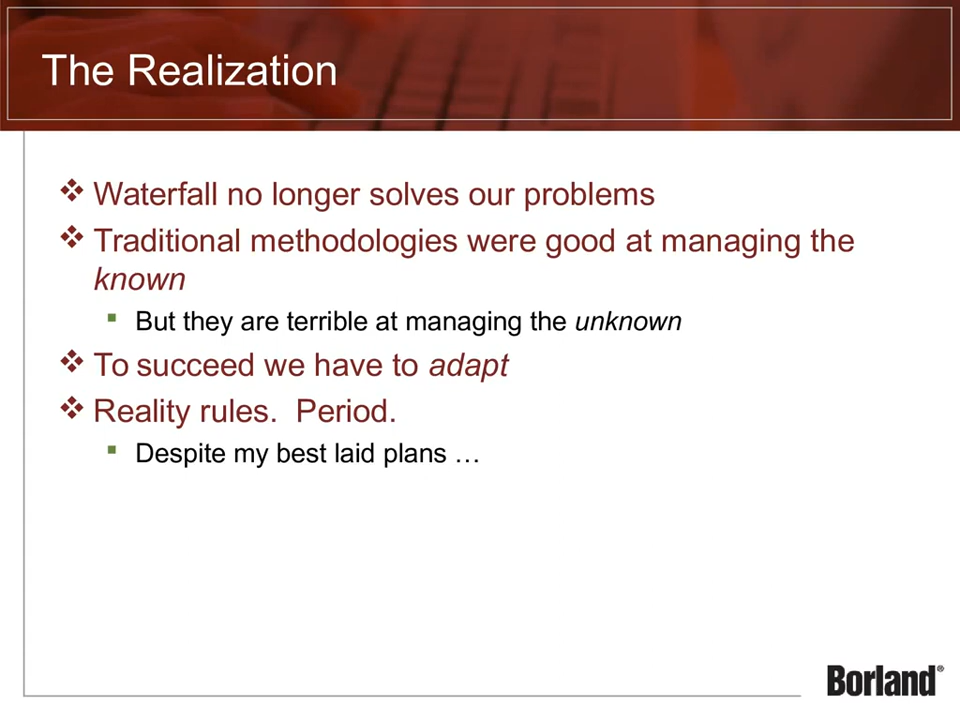 The Realization
Waterfall no longer solves our problems
Traditional methodologies were good at managing the
known
But they are terrible at managing the unknown
To succeed we have to adapt
Reality rules.  Period.
Despite my best laid plans …
Borland®